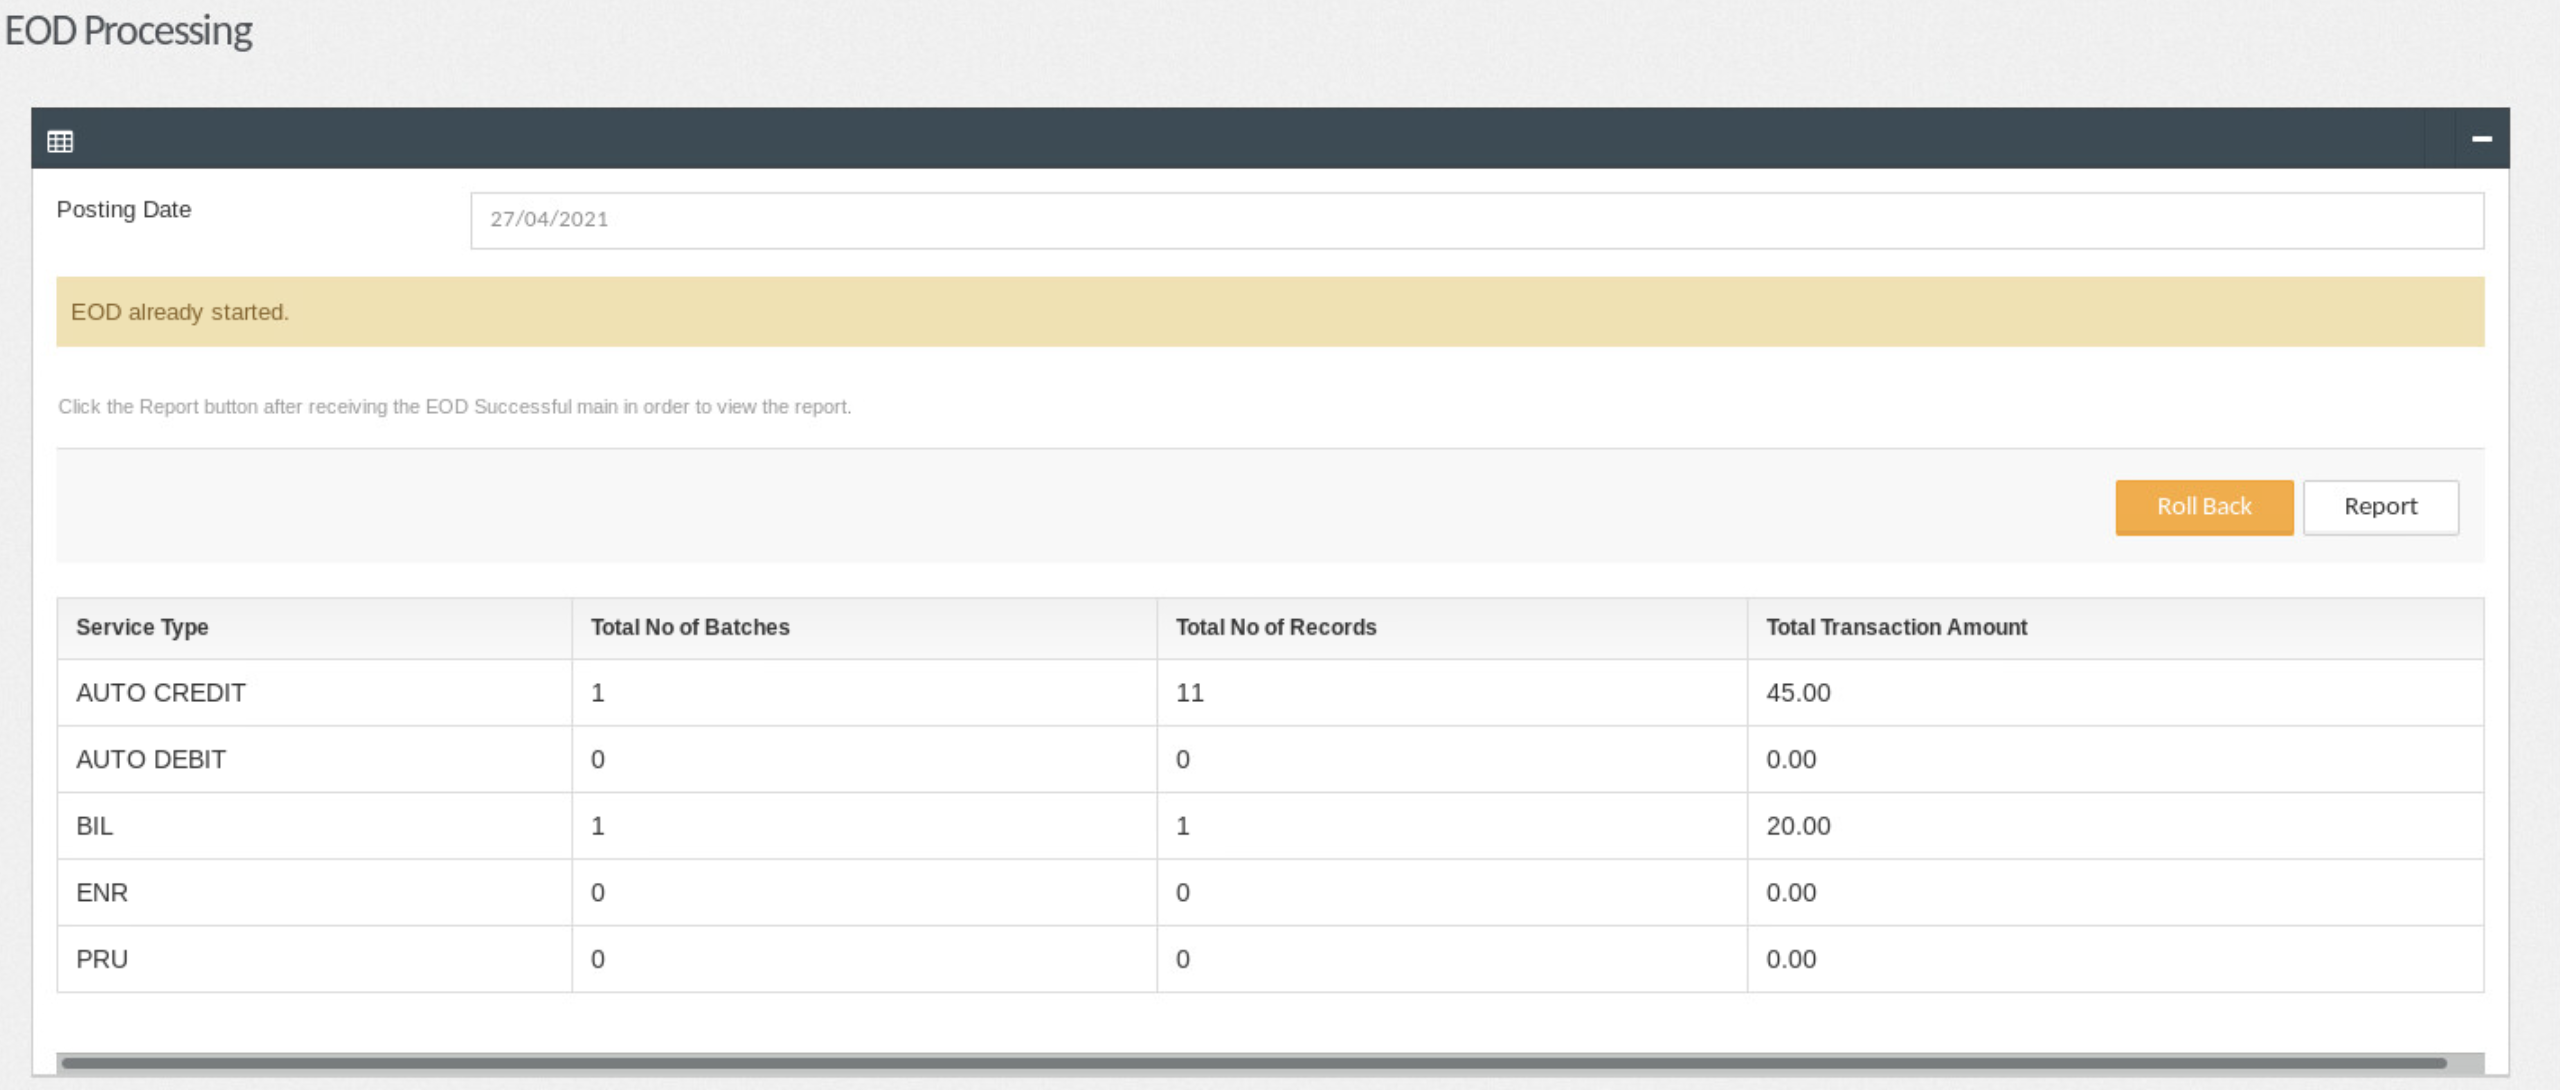 EOD Processing
Posting Date 27/04/2021
EOD already started.
Click the Report button after receiving the EOD Successful main in order to view the report.
Roll Back Report
Service Type Total No of Batches Total No of Records Total Transaction Amount
AUTO CREDIT 1 11 45.00
AUTO DEBIT 0 0 0.00
BIL 1 1 20.00
ENR 0 0 0.00
PRU 0 0 0.00